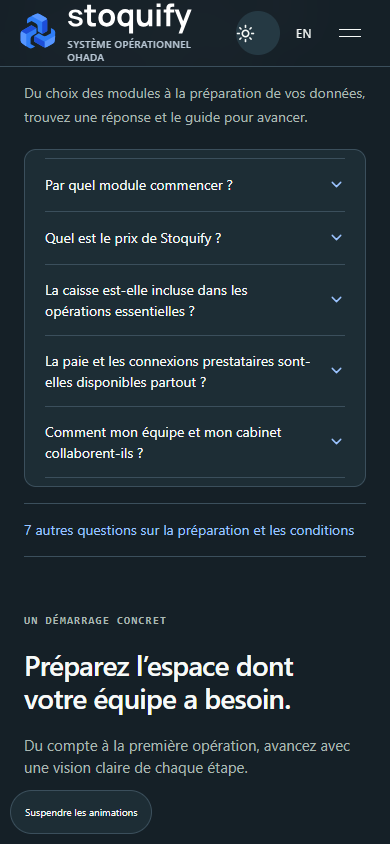 stoquify
SYSTÈME OPÉRATIONNEL
OHADA
EN
Du choix des modules à la préparation de vos données,
trouvez une réponse et le guide pour avancer.
Par quel module commencer ?
Quel est le prix de Stoquify ?
La caisse est-elle incluse dans les
opérations essentielles ?
La paie et les connexions prestataires sont-
elles disponibles partout ?
Comment mon équipe et mon cabinet
collaborent-ils ?
7 autres questions sur la préparation et les conditions
UN DÉMARRAGE CONCRET
Préparez l’espace dont
votre équipe a besoin.
Du compte à la première opération, avancez avec
une vision claire de chaque étape.
Suspendre les animations